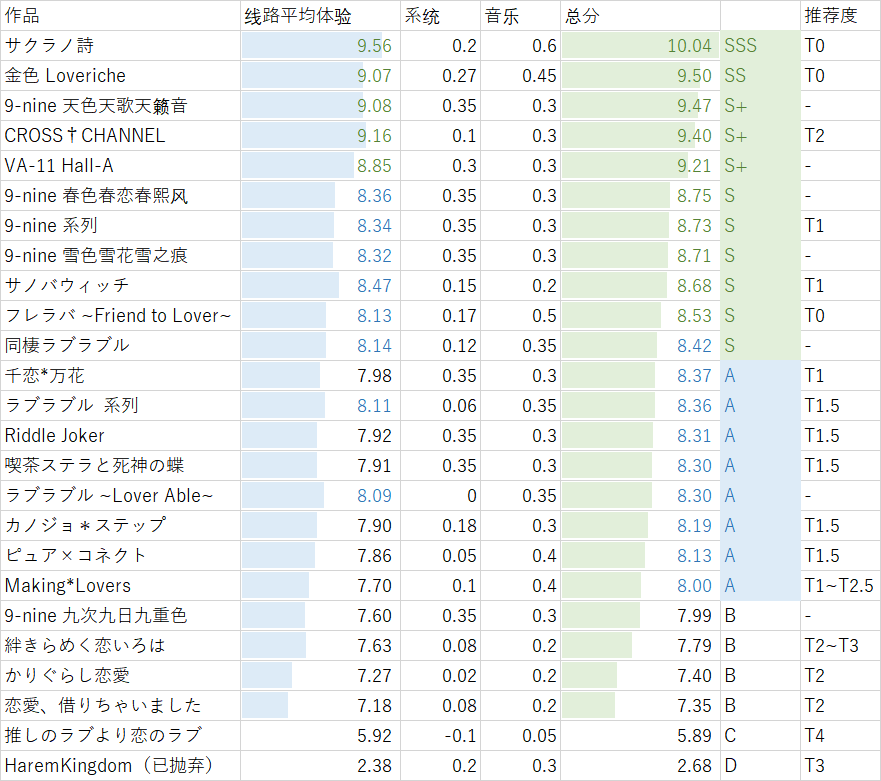 作品 线路平均体验 系统 音乐 总分 推荐度
サクラノ詩 9.56 0.2 0.6 10.04 SSS T0
金色 Loveriche 9.07 0.27 0.45 9.50 SS T0
9-nine 天色天歌天籁音 9.08 0.35 0.3 9.47 S+ -
CROSS†CHANNEL 9.16 0.1 0.3 9.40 S+ T2
VA-11 Hall-A 8.85 0.3 0.3 9.21 S+ -
9-nine 春色春恋春熙风 8.36 0.35 0.3 8.75 S -
9-nine 系列 8.34 0.35 0.3 8.73 S T1
9-nine 雪色雪花雪之痕 8.32 0.35 0.3 8.71 S -
サノバウィッチ 8.47 0.15 0.2 8.68 S T1
フレラバ ~Friend to Lover~ 8.13 0.17 0.5 8.53 S T0
同棲ラブラブル 8.14 0.12 0.35 8.42 S -
千恋*万花 7.98 0.35 0.3 8.37 A T1
ラブラブル 系列 8.11 0.06 0.35 8.36 A T1.5
Riddle Joker 7.92 0.35 0.3 8.31 A T1.5
喫茶ステラと死神の蝶 7.91 0.35 0.3 8.30 A T1.5
ラブラブル ~Lover Able~ 8.09 0 0.35 8.30 A -
カノジョ＊ステップ 7.90 0.18 0.3 8.19 A T1.5
ピュア×コネクト 7.86 0.05 0.4 8.13 A T1.5
Making*Lovers 7.70 0.1 0.4 8.00 A T1~T2.5
9-nine 九次九日九重色 7.60 0.35 0.3 7.99 B -
絆きらめく恋いろは 7.63 0.08 0.2 7.79 B T2~T3
かりぐらし恋愛 7.27 0.02 0.2 7.40 B T2
恋愛、借りちゃいました 7.18 0.08 0.2 7.35 B T2
推しのラブより恋のラブ 5.92 -0.1 0.05 5.89 C T4
HaremKingdom（已抛弃） 2.38 0.2 0.3 2.68 D T3